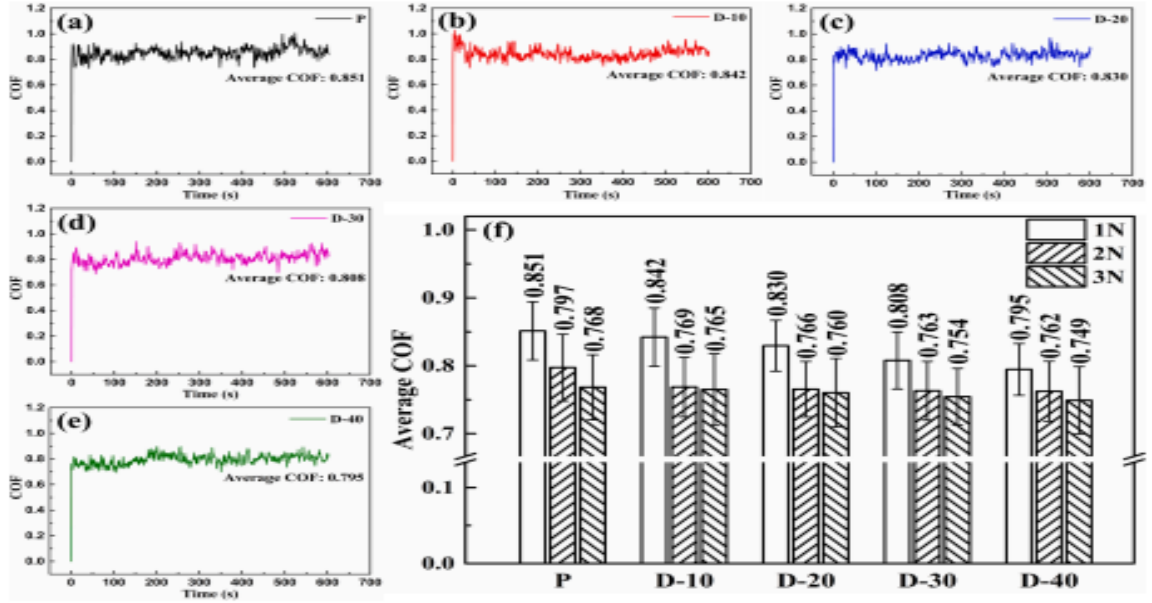 (a)
P
1.2
1.0
0.8
0.6
0.4
0.2
0.0
COF
Average COF: 0.851
0 100 200 300 400 500 600 700
Time (s)
(b)
D-10
1.2
1.0
0.8
0.6
0.4
0.2
0.0
COF
Average COF: 0.842
0 100 200 300 400 500 600 700
Time (s)
(c)
D-20
1.2
1.0
0.8
0.6
0.4
0.2
0.0
COF
Average COF: 0.830
0 100 200 300 400 500 600 700
Time (s)
(d)
D-30
1.2
1.0
0.8
0.6
0.4
0.2
0.0
COF
Average COF: 0.808
0 100 200 300 400 500 600 700
Time (s)
(e)
D-40
1.2
1.0
0.8
0.6
0.4
0.2
0.0
COF
Average COF: 0.795
0 100 200 300 400 500 600 700
Time (s)
(f)
1N
2N
3N
1.0
0.9
0.8
0.7
0.1
0.0
Average COF
0.851 0.797 0.768
0.842 0.769 0.765
0.830 0.766 0.760
0.808 0.763 0.754
0.795 0.762 0.749
P D-10 D-20 D-30 D-40